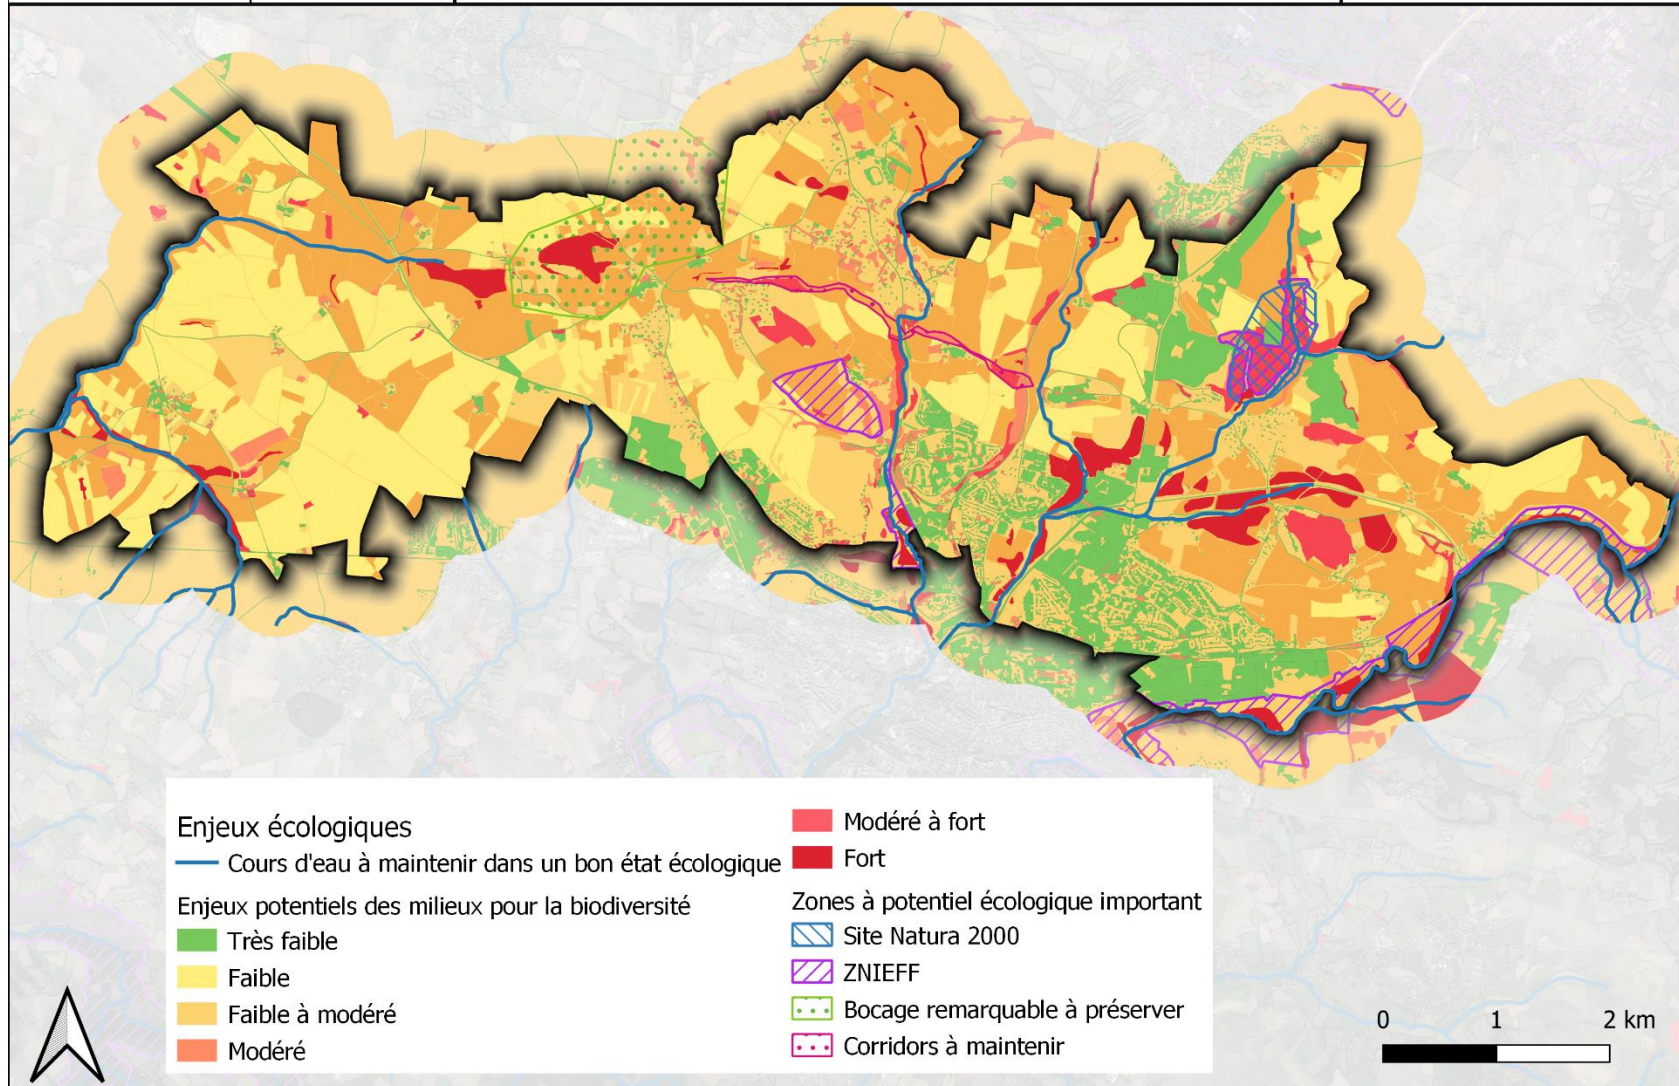 Enjeux écologiques
Cours d'eau à maintenir dans un bon état écologique
Enjeux potentiels des milieux pour la biodiversité
Très faible
Faible
Faible à modéré
Modéré
Modéré à fort
Fort
Zones à potentiel écologique important
Site Natura 2000
ZNIEFF
Bocage remarquable à préserver
Corridors à maintenir
0 1 2 km